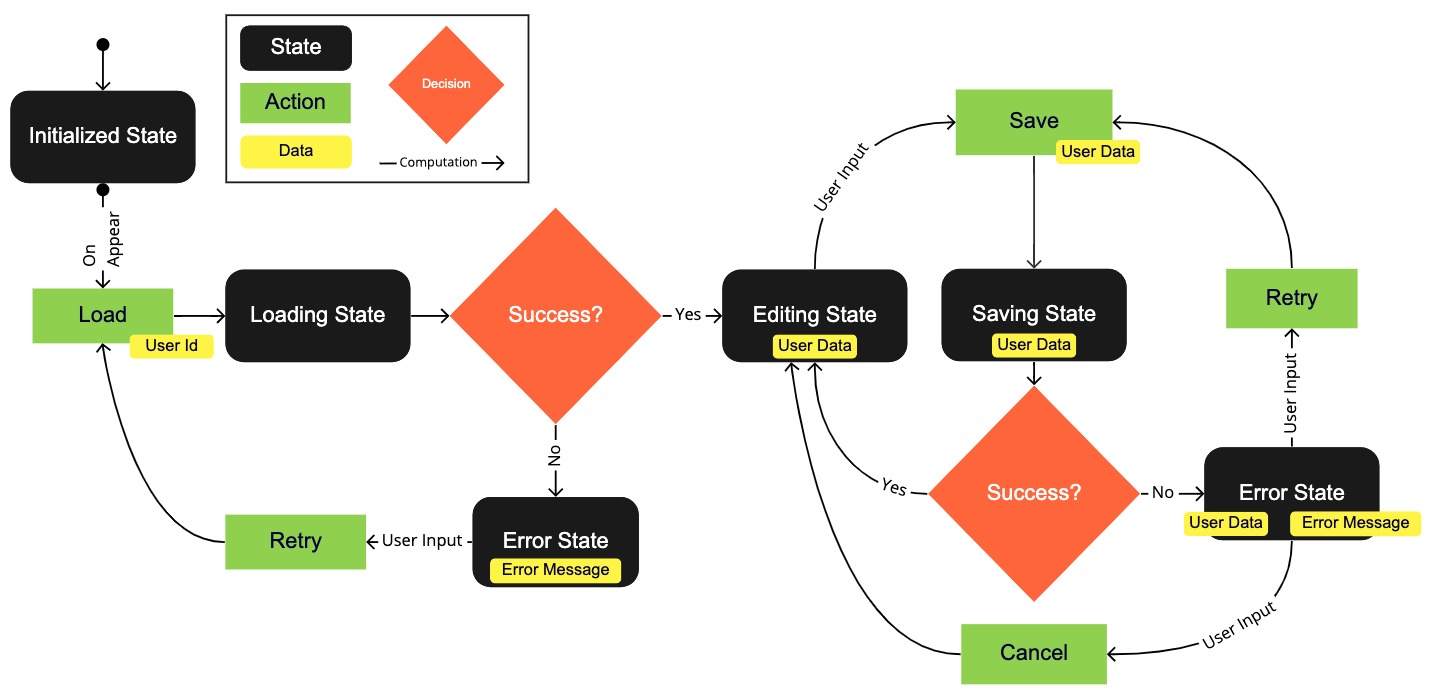 State
Action
Data
Decision
Computation
Initialized State
On
Appear
Load
User Id
Loading State
Success?
Yes
No
Error State
Error Message
User Input
Retry
Editing State
User Data
User Input
Save
User Data
Saving State
User Data
Success?
Yes
No
Error State
User Data
Error Message
User Input
Retry
User Input
Cancel